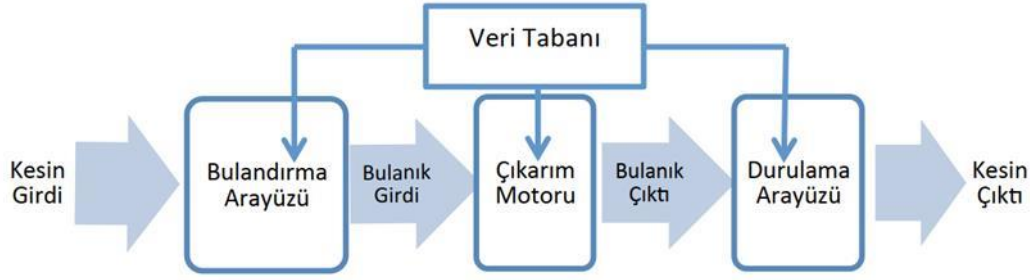 Veri Tabanı
Kesin
Girdi
Bulandırma
Arayüzü
Bulanık
Girdi
Çıkarım
Motoru
Bulanık
Çıktı
Durulama
Arayüzü
Kesin
Çıktı